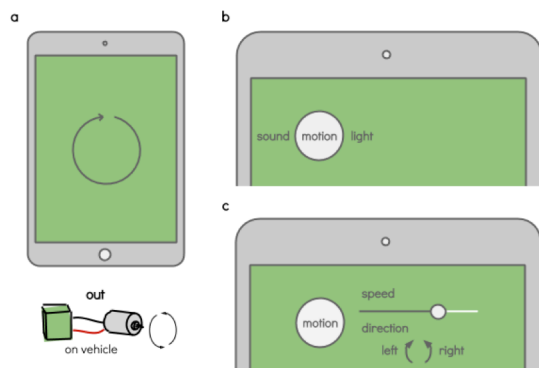 a
out
on vehicle
b
sound motion light
c
speed
motion
direction
left right